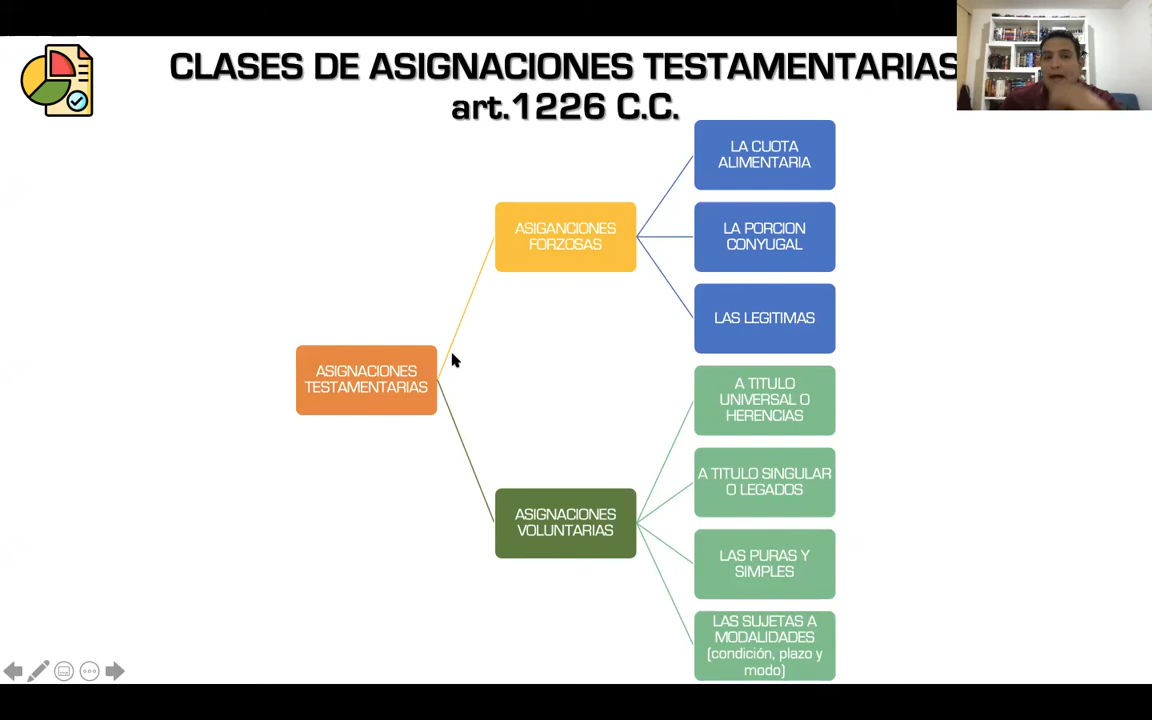 CLASES DE ASIGNACIONES TESTAMENTARIAS
art.1226 C.C.
LA CUOTA
ALIMENTARIA
ASIGANCIONES
FORZOSAS
LA PORCION
CONYUGAL
LAS LEGITIMAS
ASIGNACIONES
TESTAMENTARIAS
A TITULO
UNIVERSAL O
HERENCIAS
A TITULO SINGULAR
O LEGADOS
ASIGNACIONES
VOLUNTARIAS
LAS PURAS Y
SIMPLES
LAS SUJETAS A
MODALIDADES
(condición, plazo y
modo)